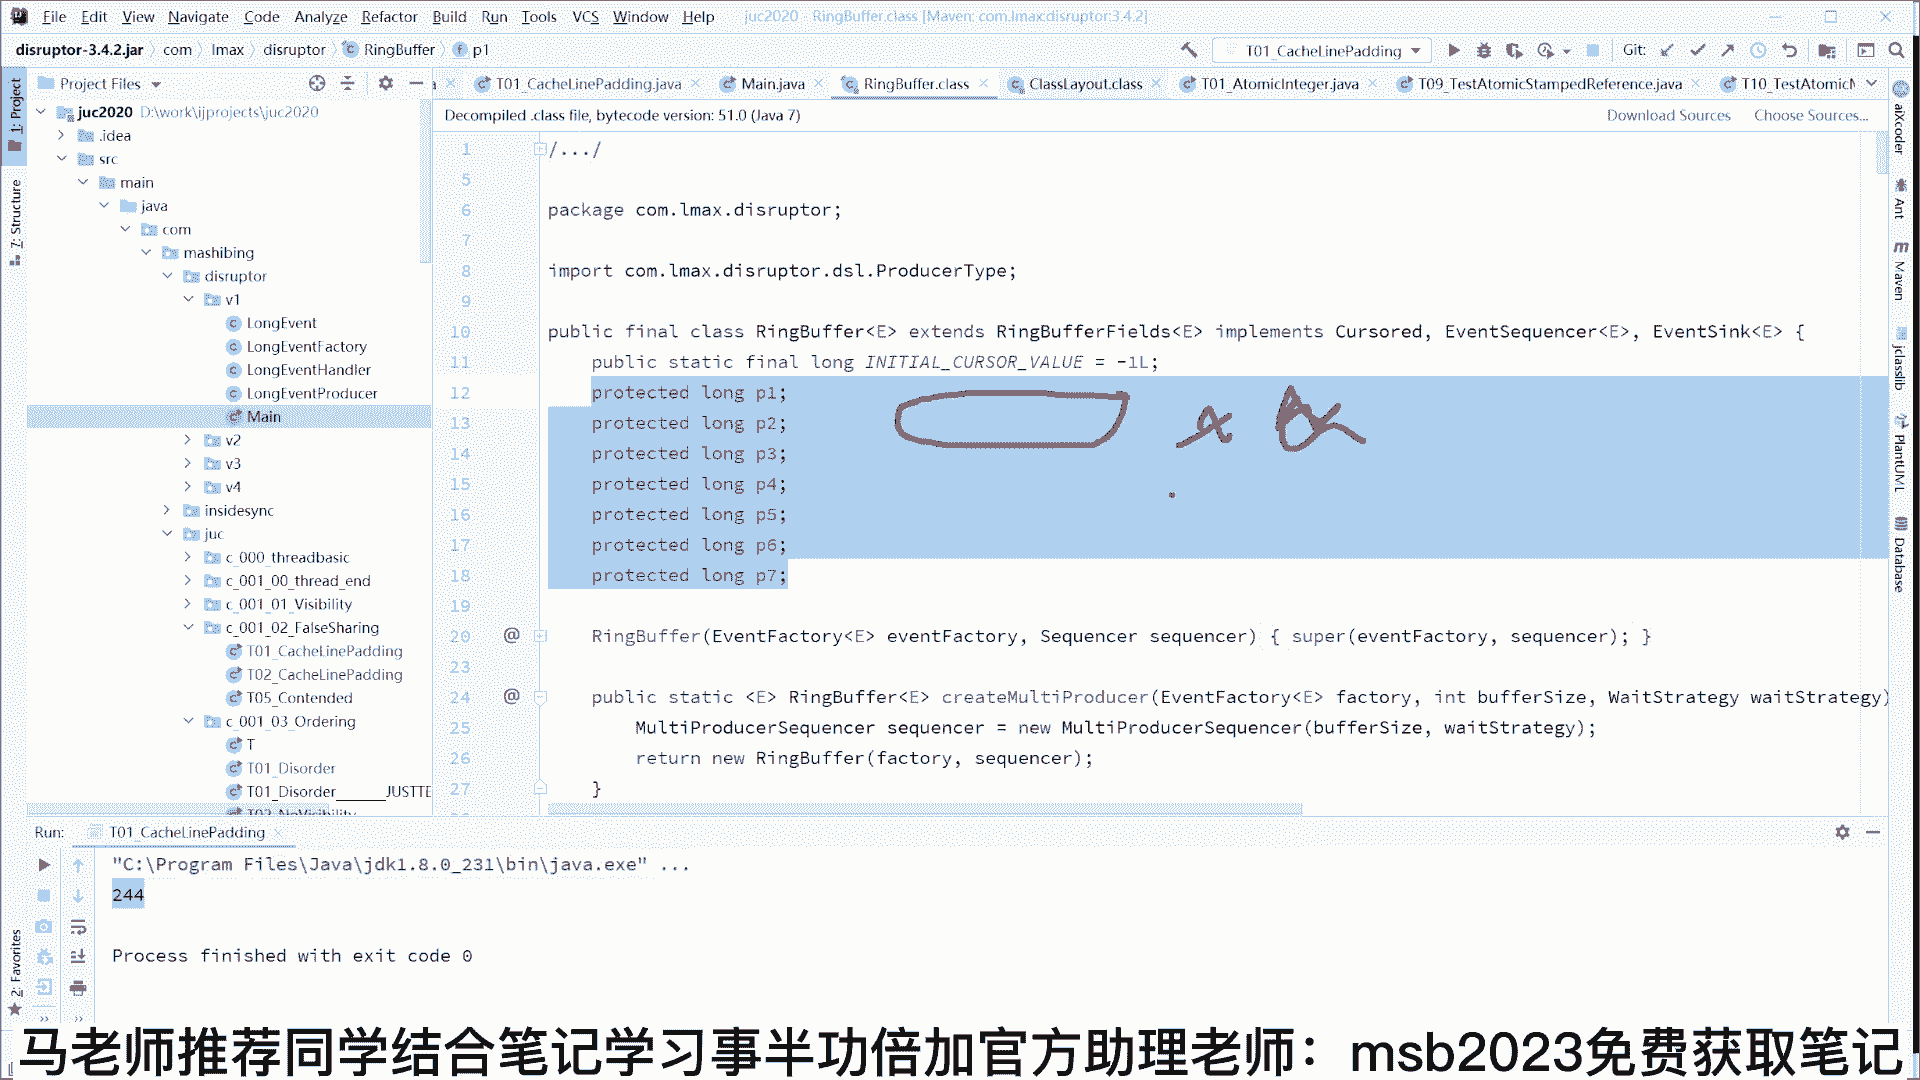 File Edit View Navigate Code Analyze Refactor Build Run Tools VCS Window Help juc2020 - RingBuffer.class [Maven: com.lmax:disruptor:3.4.2]
disruptor-3.4.2.jar com lmax disruptor RingBuffer p1 T01_CacheLinePadding Git:
Project Files T01_CacheLinePadding.java Main.java RingBuffer.class ClassLayout.class T01_AtomicInteger.java T09_TestAtomicStampedReference.java T10_TestAtomicM
Decompiled .class file, bytecode version: 51.0 (Java 7) Download Sources Choose Sources...
1: Project
7: Structure
2: Favorites
juc2020 D:\work\ijprojects\juc2020
.idea
src
main
java
com
mashibing
disruptor
v1
LongEvent
LongEventFactory
LongEventHandler
LongEventProducer
Main
v2
v3
v4
insidesync
juc
c_000_threadbasic
c_001_00_thread_end
c_001_01_Visibility
c_001_02_FalseSharing
T01_CacheLinePadding
T02_CacheLinePadding
T05_Contended
c_001_03_Ordering
T
T01_Disorder
T01_Disorder______JUSTTE
1 /.../
5
6 package com.lmax.disruptor;
7
8 import com.lmax.disruptor.dsl.ProducerType;
9
10 public final class RingBuffer<E> extends RingBufferFields<E> implements Cursored, EventSequencer<E>, EventSink<E> {
11 public static final long INITIAL_CURSOR_VALUE = -1L;
12 protected long p1;
13 protected long p2;
14 protected long p3;
15 protected long p4;
16 protected long p5;
17 protected long p6;
18 protected long p7;
19
20 @ RingBuffer(EventFactory<E> eventFactory, Sequencer sequencer) { super(eventFactory, sequencer); }
23
24 @ public static <E> RingBuffer<E> createMultiProducer(EventFactory<E> factory, int bufferSize, WaitStrategy waitStrategy)
25 MultiProducerSequencer sequencer = new MultiProducerSequencer(bufferSize, waitStrategy);
26 return new RingBuffer(factory, sequencer);
27 }
aiXcoder
Ant
Maven
jclasslib
PlantUML
Database
Run: T01_CacheLinePadding
"C:\Program Files\Java\jdk1.8.0_231\bin\java.exe" ...
244
Process finished with exit code 0
马老师推荐同学结合笔记学习事半功倍加官方助理老师：msb2023免费获取笔记